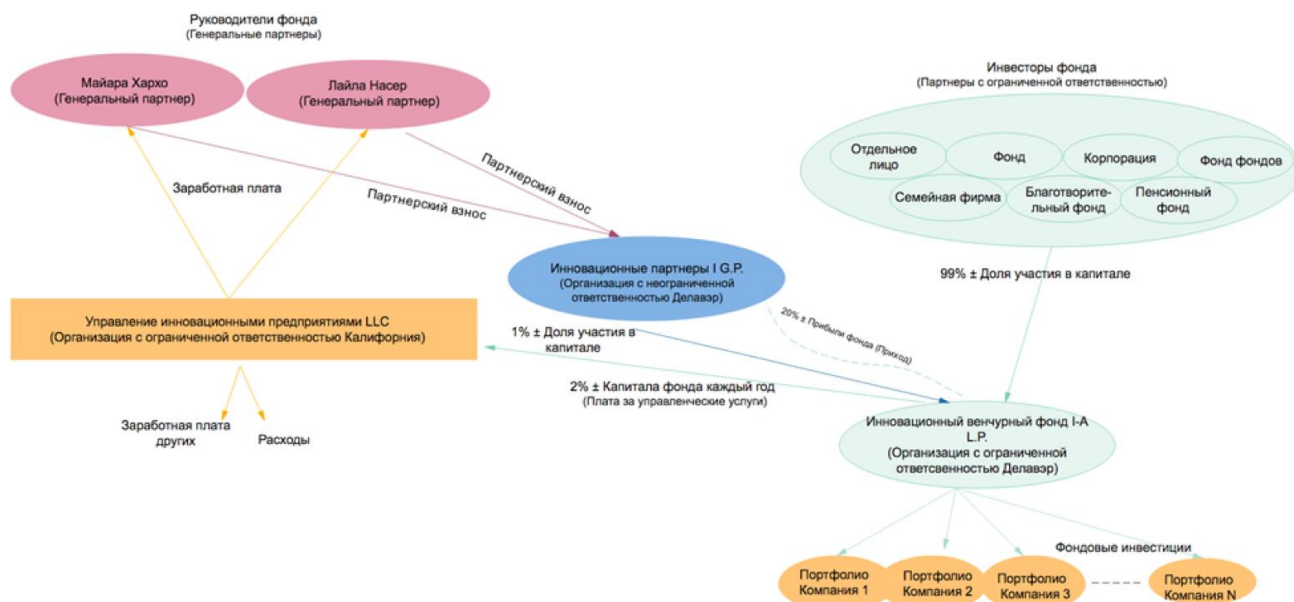 Руководители фонда
(Генеральные партнеры)
Майара Хархо
(Генеральный партнер)
Лайла Насер
(Генеральный партнер)
Инвесторы фонда
(Партнеры с ограниченной ответственностью)
Отдельное
лицо
Фонд
Корпорация
Фонд фондов
Семейная фирма
Благотворите-
льный фонд
Пенсионный
фонд
Заработная плата
Партнерский взнос
Партнерский взнос
Инновационные партнеры I G.P.
(Организация с неограниченной
ответственностью Делавэр)
99% ± Доля участия в капитале
Управление инновационными предприятиями LLC
(Организация с ограниченной ответственностью Калифорния)
1% ± Доля участия в
капитале
20% ± Прибыли фонда (Приход)
2% ± Капитала фонда каждый год
(Плата за управленческие услуги)
Заработная плата
других
Расходы
Инновационный венчурный фонд I-A
L.P.
(Организация с ограниченной
ответсвенностью Делавэр)
Фондовые инвестиции
Портфолио
Компания 1
Портфолио
Компания 2
Портфолио
Компания 3
Портфолио
Компания N